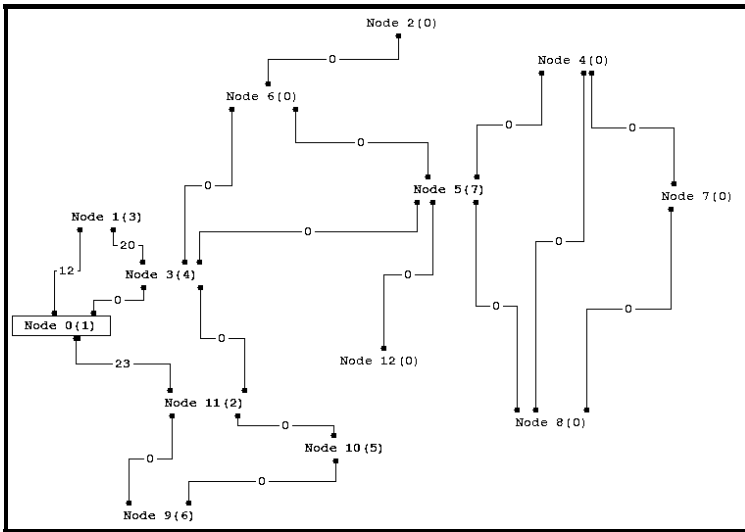 Node 2(0)
0
Node 4(0)
Node 6(0)
0
0
0
0
Node 5(7)
Node 7(0)
Node 1(3)
20
0
0
12
Node 3(4)
0
0
0
Node 0(1)
0
Node 12(0)
23
Node 11(2)
0
Node 8(0)
Node 10(5)
0
0
Node 9(6)